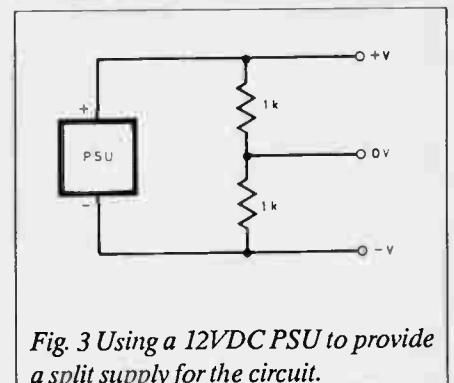 +V
+
1k
PSU
0V
1k
-
-V
Fig. 3 Using a 12VDC PSU to provide
a split supply for the circuit.